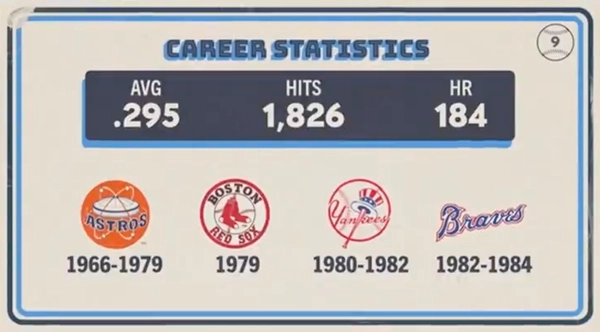 CAREER STATISTICS
9
AVG HITS HR
.295 1,826 184
ASTROS
BOSTON
RED SOX
Yankees
Braves
1966-1979 1979 1980-1982 1982-1984